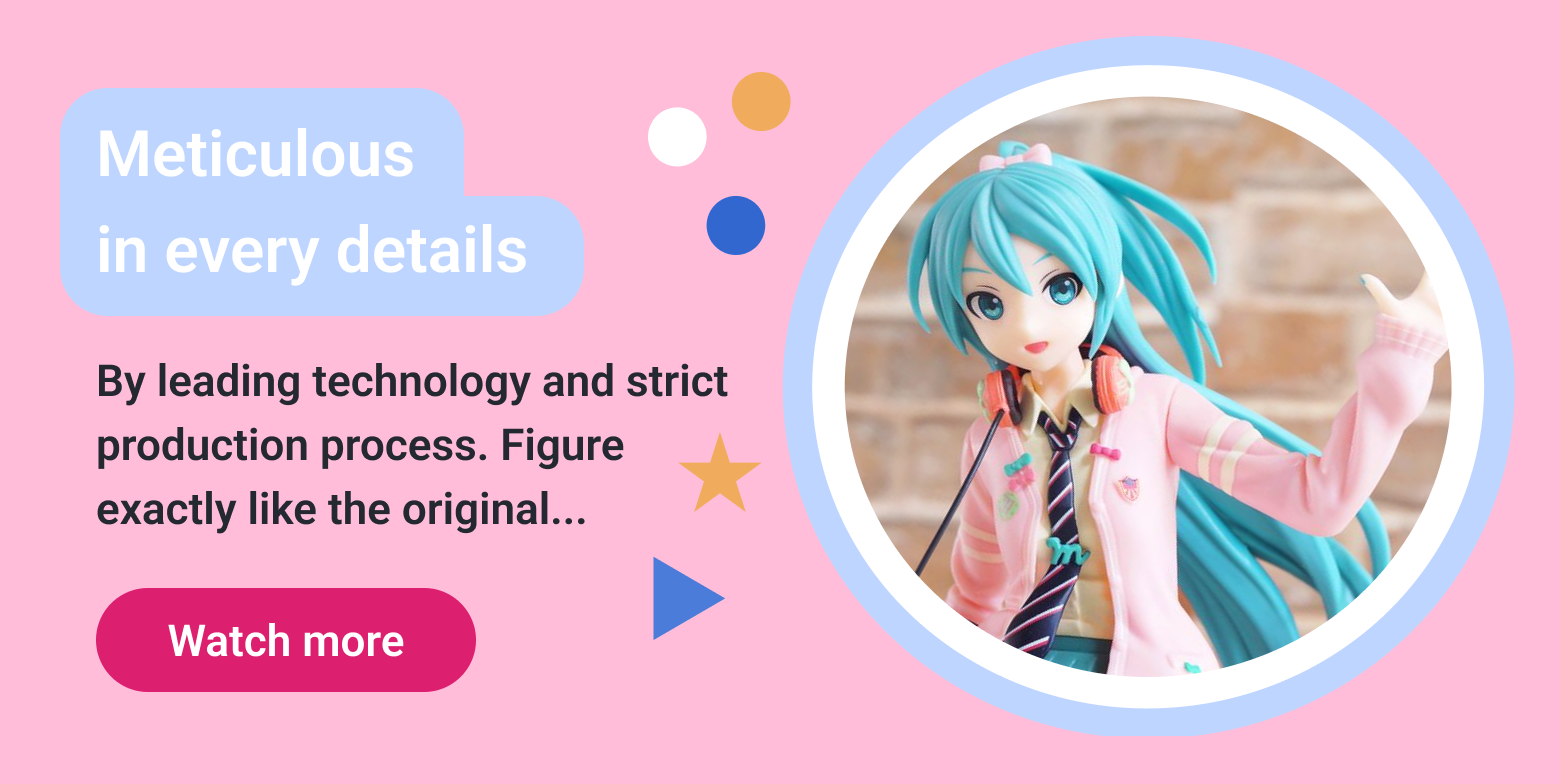 Meticulous
in every details
By leading technology and strict
production process. Figure
exactly like the original...
Watch more